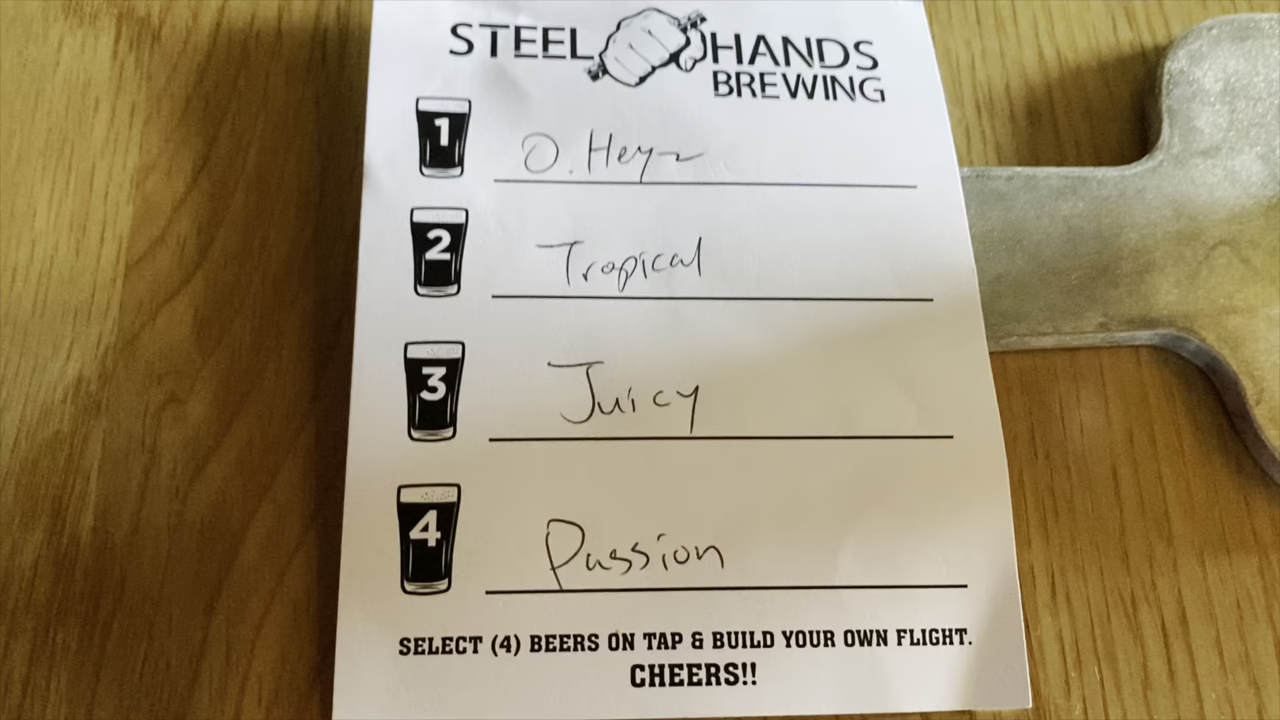 STEEL HANDS
BREWING
1
2 Tropical
3 Juicy
4 Passion
SELECT (4) BEERS ON TAP & BUILD YOUR OWN FLIGHT.
CHEERS!!